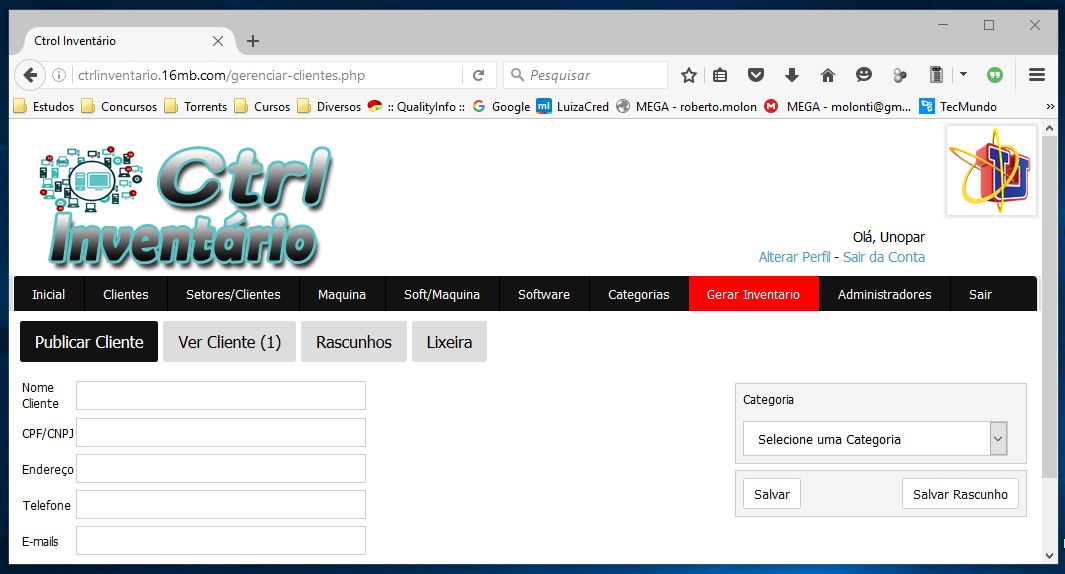 Ctrol Inventário
ctrlinventario.16mb.com/gerenciar-clientes.php
Pesquisar
Estudos Concursos Torrents Cursos Diversos :: QualityInfo :: Google LuizaCred MEGA - roberto.molon MEGA - molonti@gm... TecMundo »
Ctrl
Inventário
Olá, Unopar
Alterar Perfil - Sair da Conta
Inicial Clientes Setores/Clientes Maquina Soft/Maquina Software Categorias Gerar Inventario Administradores Sair
Publicar Cliente Ver Cliente (1) Rascunhos Lixeira
Nome
Cliente
CPF/CNPJ
Endereço
Telefone
E-mails
Categoria
Selecione uma Categoria
Salvar Salvar Rascunho